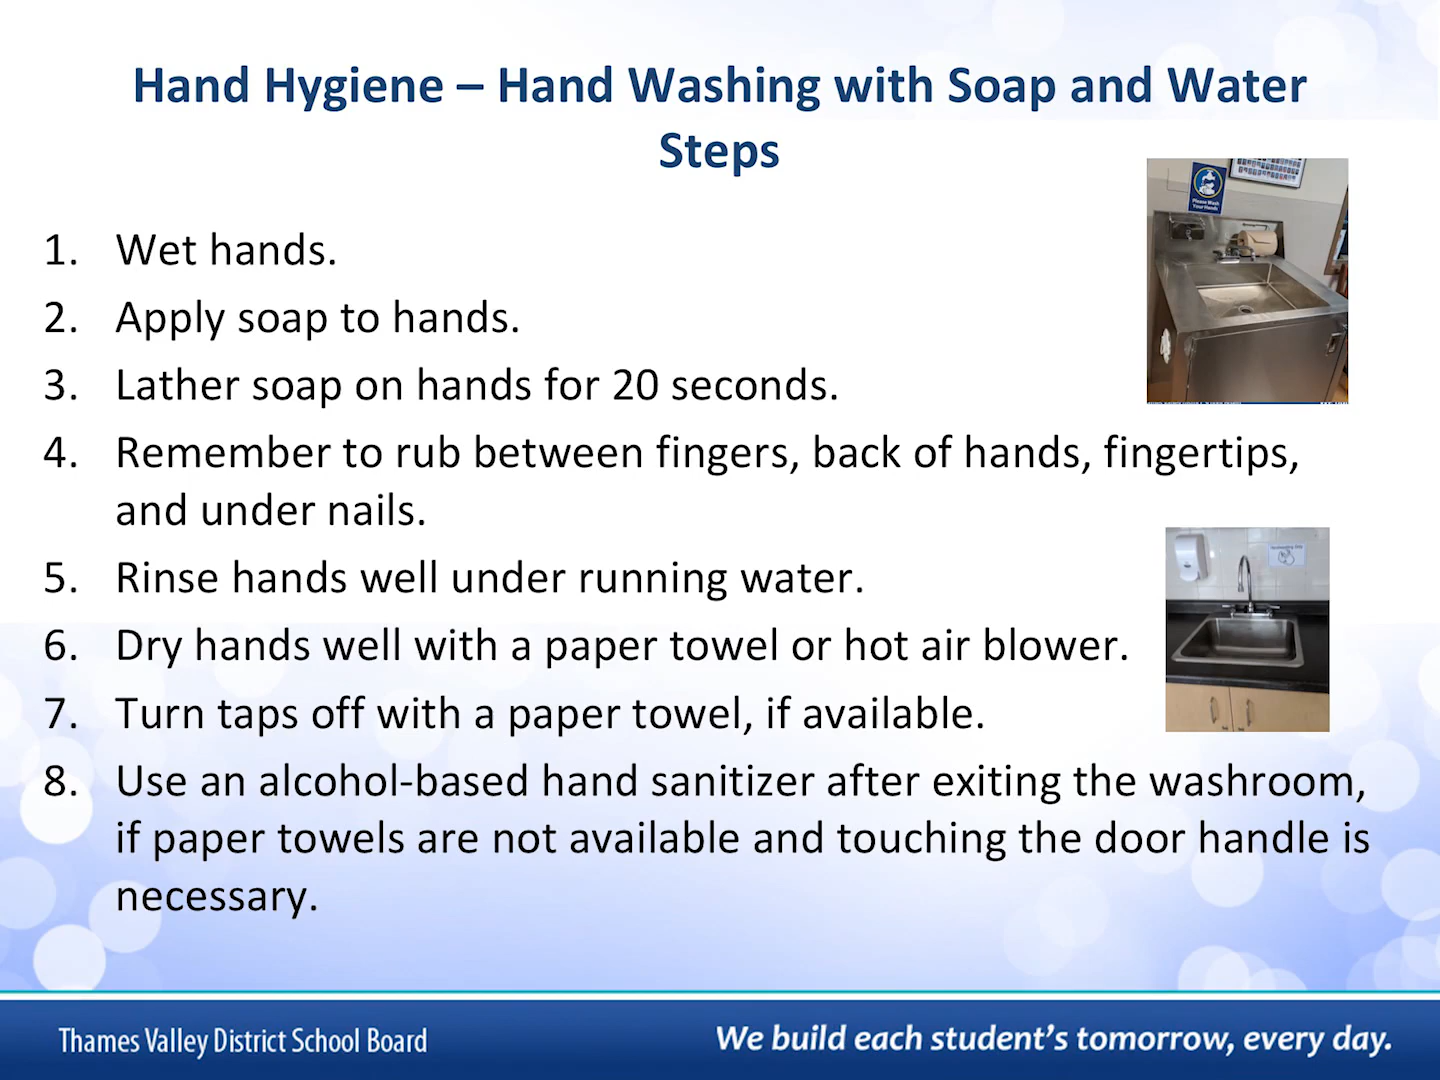 Hand Hygiene – Hand Washing with Soap and Water
Steps
1. Wet hands.
2. Apply soap to hands.
3. Lather soap on hands for 20 seconds.
4. Remember to rub between fingers, back of hands, fingertips,
and under nails.
5. Rinse hands well under running water.
6. Dry hands well with a paper towel or hot air blower.
7. Turn taps off with a paper towel, if available.
8. Use an alcohol-based hand sanitizer after exiting the washroom,
if paper towels are not available and touching the door handle is
necessary.
Please Wash
Your Hands
Thames Valley District School Board
We build each student's tomorrow, every day.